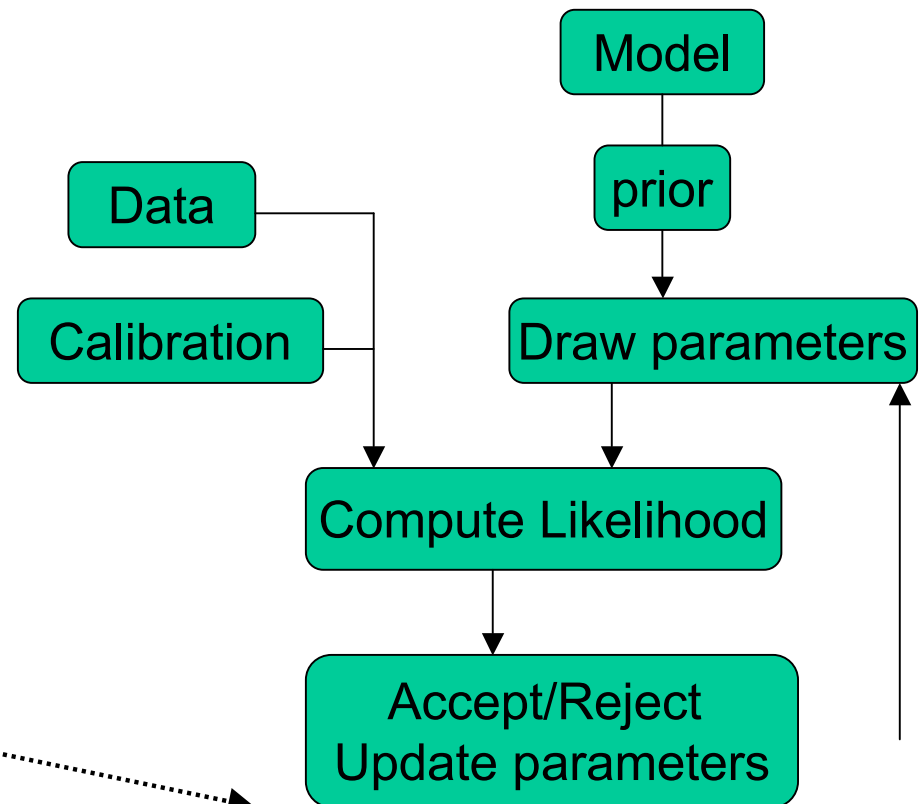 Model
prior
Data
Calibration
Draw parameters
Compute Likelihood
Accept/Reject
Update parameters